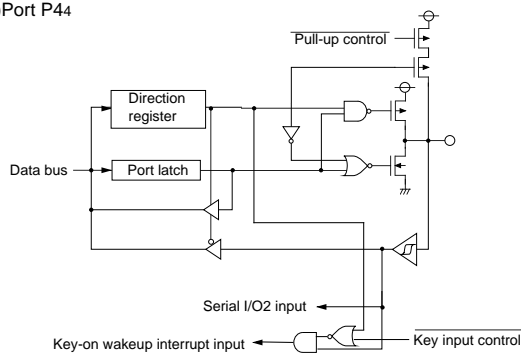 Port P44
Pull-up control
Direction
register
Data bus
Port latch
Serial I/O2 input
Key-on wakeup interrupt input
Key input control